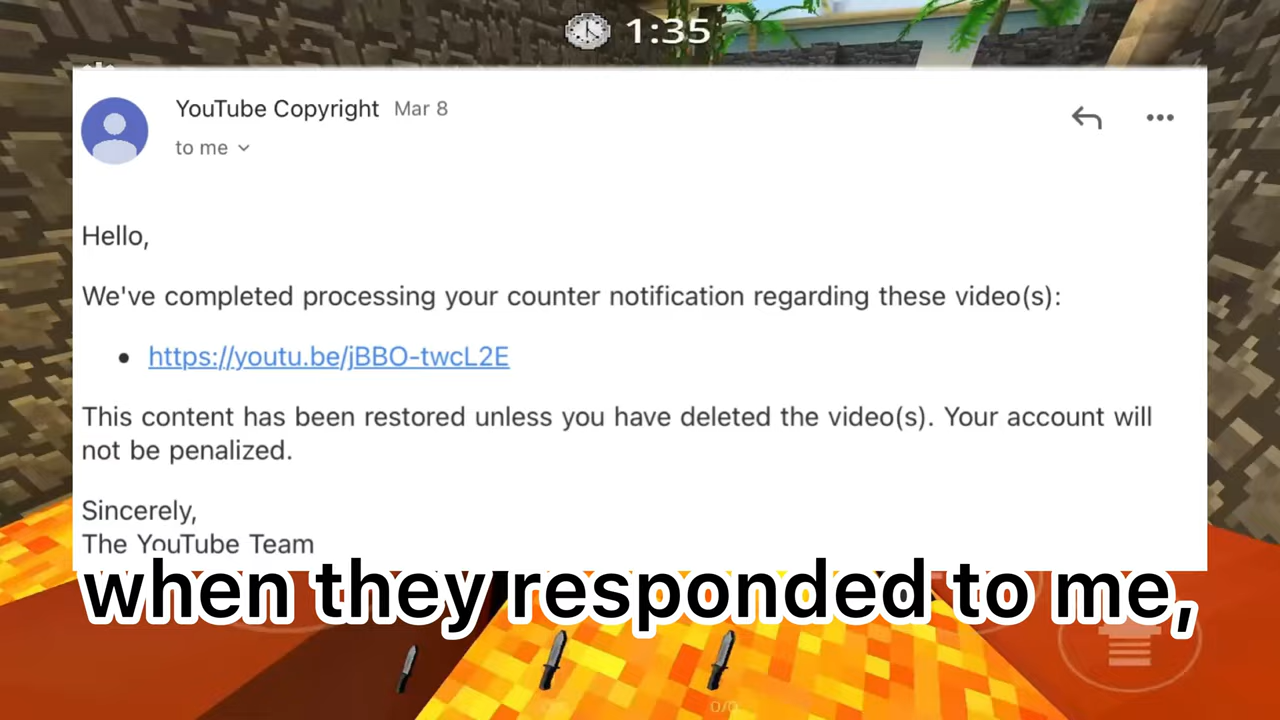 1:35
YouTube Copyright Mar 8
to me
Hello,
We've completed processing your counter notification regarding these video(s):
• https://youtu.be/jBBO-twcL2E
This content has been restored unless you have deleted the video(s). Your account will
not be penalized.
Sincerely,
The YouTube Team
when they responded to me,
0/0